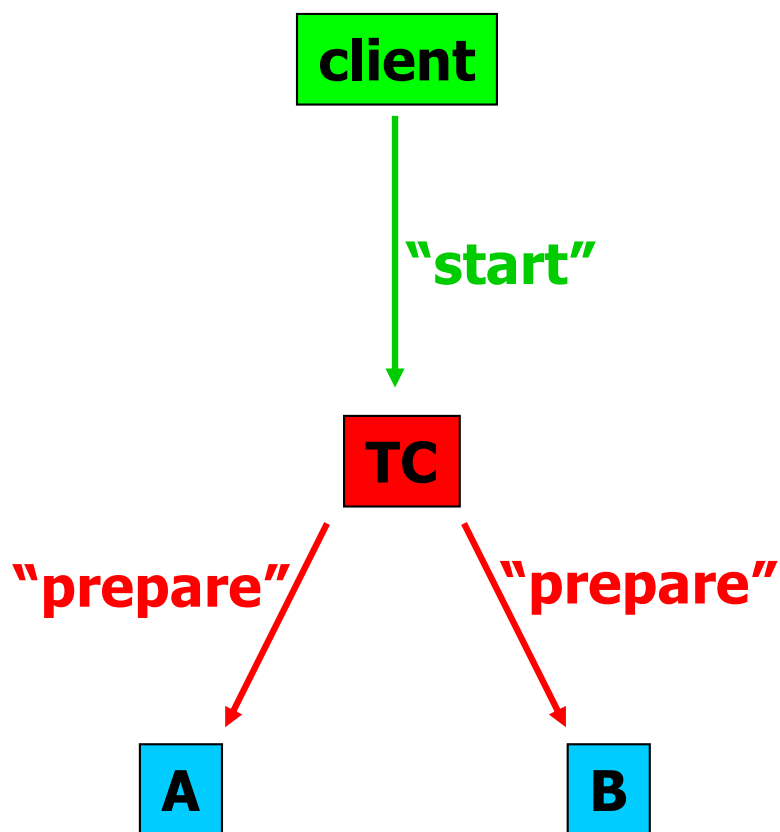 client
“start”
TC
“prepare”
“prepare”
A
B